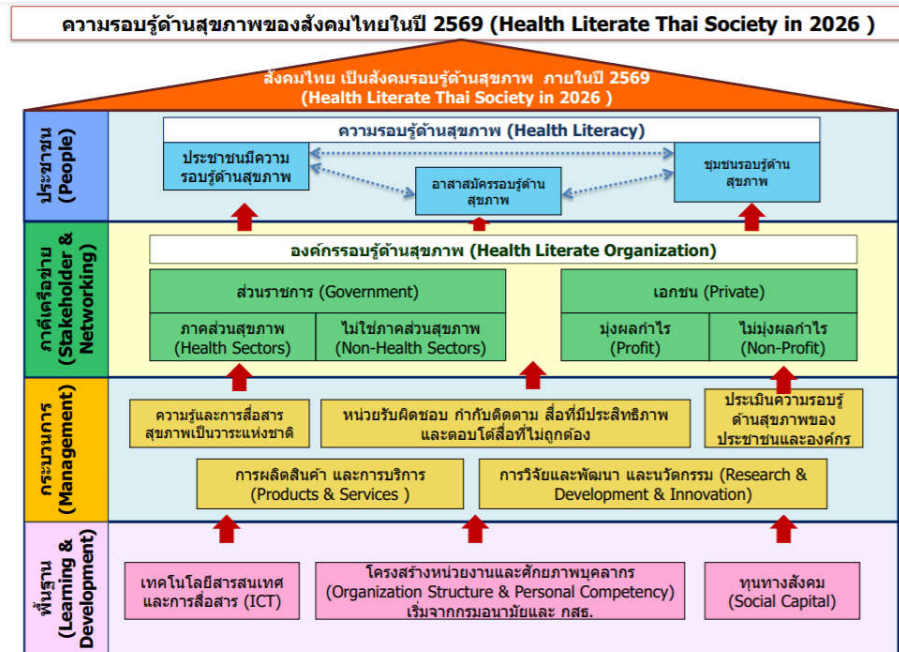 ความรอบรู้ด้านสุขภาพของสังคมไทยในปี 2569 (Health Literate Thai Society in 2026 )
สังคมไทย เป็นสังคมรอบรู้ด้านสุขภาพ ภายในปี 2569
(Health Literate Thai Society in 2026 )
ประชาชน
(People)
ความรอบรู้ด้านสุขภาพ (Health Literacy)
ประชาชนมีความ
รอบรู้ด้านสุขภาพ
อาสาสมัครรอบรู้ด้าน
สุขภาพ
ชุมชนรอบรู้ด้าน
สุขภาพ
ภาคีเครือข่าย
(Stakeholder &
Networking)
องค์กรรอบรู้ด้านสุขภาพ (Health Literate Organization)
ส่วนราชการ (Government)
ภาคส่วนสุขภาพ
(Health Sectors)
ไม่ใช่ภาคส่วนสุขภาพ
(Non-Health Sectors)
เอกชน (Private)
มุ่งผลกำไร
(Profit)
ไม่มุ่งผลกำไร
(Non-Profit)
กระบวนการ
(Management)
ความรู้และการสื่อสาร
สุขภาพเป็นวาระแห่งชาติ
หน่วยรับผิดชอบ กำกับติดตาม สื่อที่มีประสิทธิภาพ
และตอบโต้สื่อที่ไม่ถูกต้อง
ประเมินความรอบรู้
ด้านสุขภาพของ
ประชาชนและองค์กร
การผลิตสินค้า และการบริการ
(Products & Services )
การวิจัยและพัฒนา และนวัตกรรม (Research &
Development & Innovation)
พื้นฐาน
(Leaning &
Development)
เทคโนโลยีสารสนเทศ
และการสื่อสาร (ICT)
โครงสร้างหน่วยงานและศักยภาพบุคลากร
(Organization Structure & Personal Competency)
เริ่มจากกรมอนามัยและ กสธ.
ทุนทางสังคม
(Social Capital)